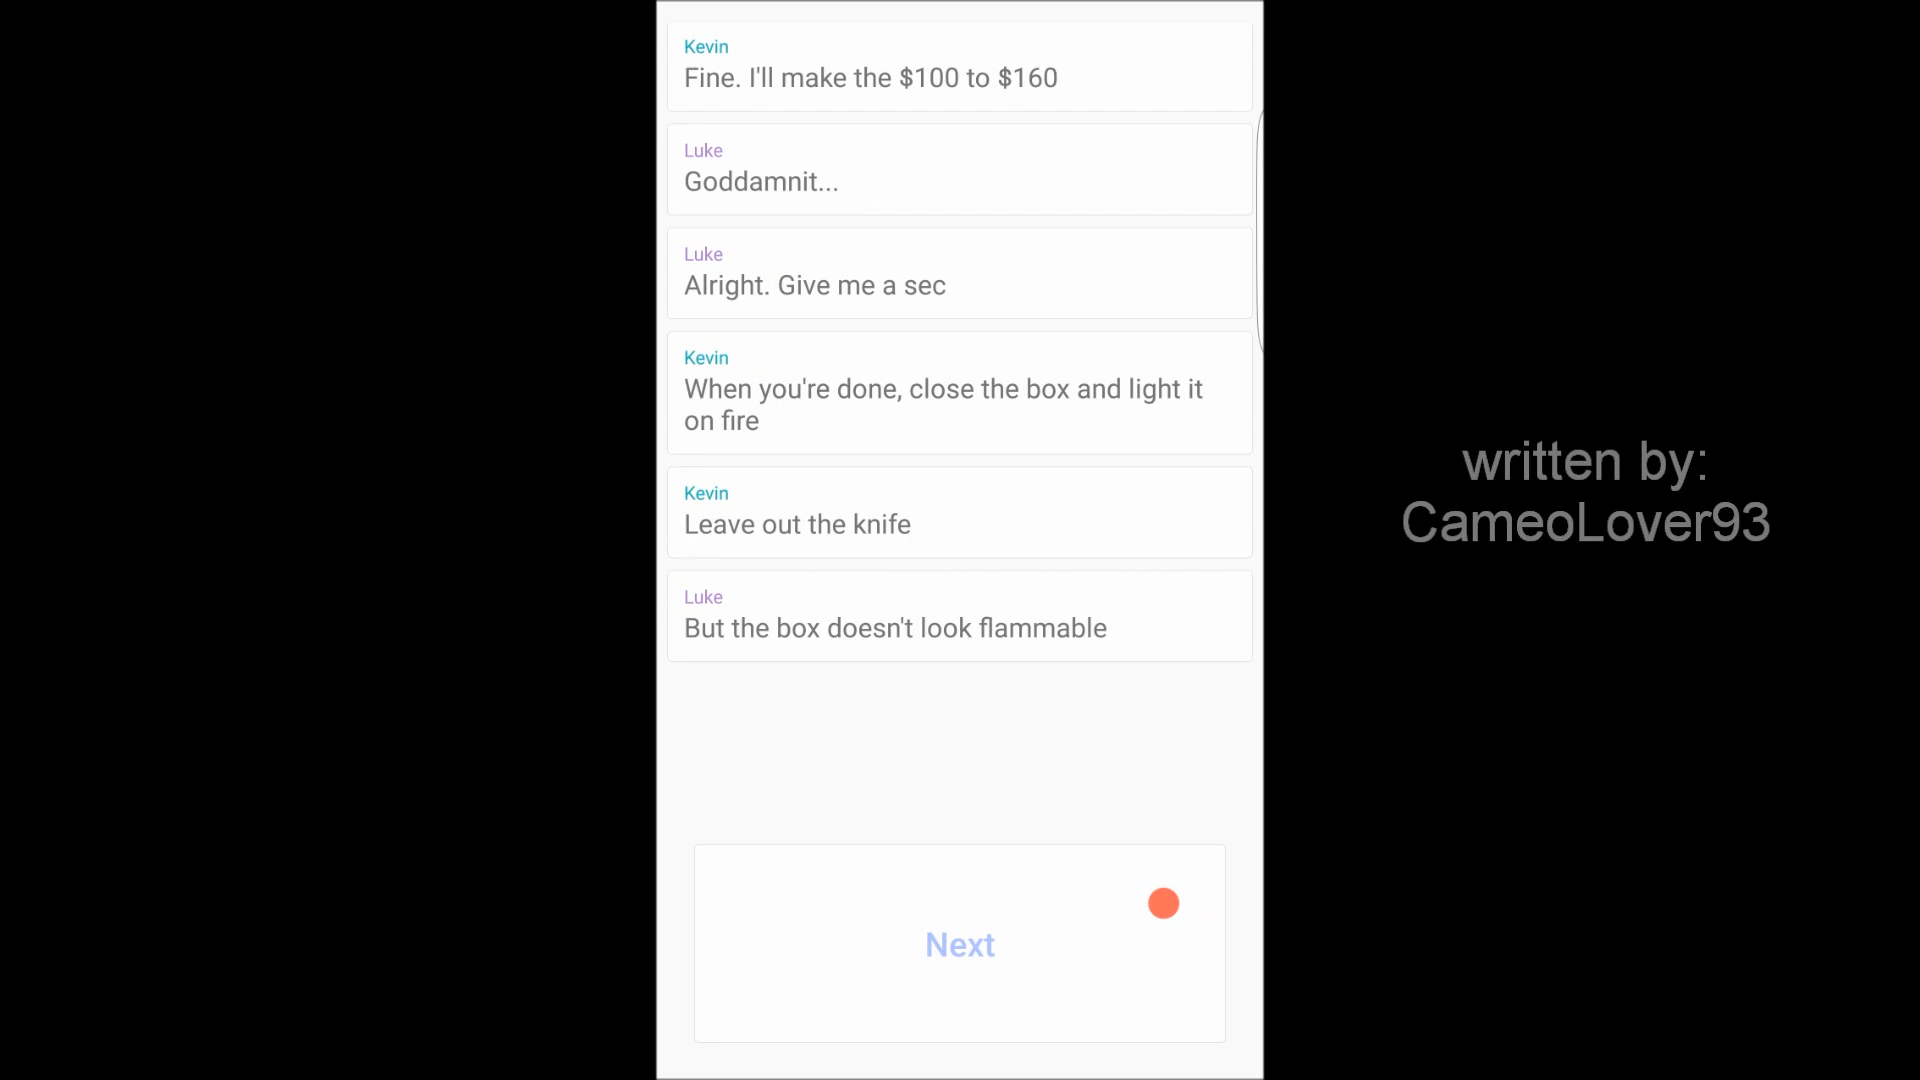 Kevin
Fine. I'll make the $100 to $160
Luke
Goddamnit...
Luke
Alright. Give me a sec
Kevin
When you're done, close the box and light it
on fire
Kevin
Leave out the knife
Luke
But the box doesn't look flammable
Next
written by:
CameoLover93